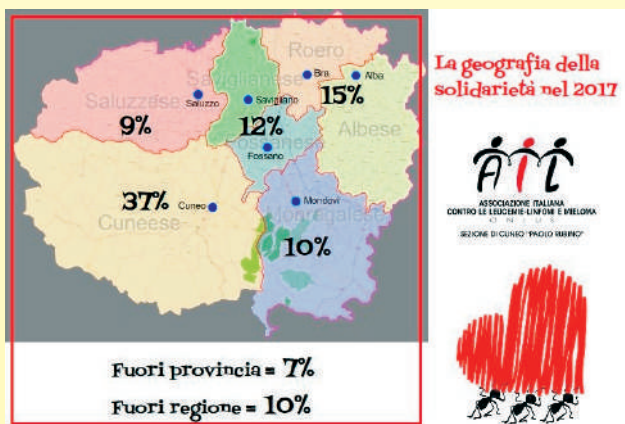 Roero
Saviglianese
Saluzzese
Bra
Alba
Saluzzo
Savigliano
15%
9%
12%
Albese
Fossanese
Fossano
37%
Cuneo
Mondovì
Cuneese
Monregalese
10%
Fuori provincia = 7%
Fuori regione = 10%
La geografia della
solidarietà nel 2017
AIL
ASSOCIAZIONE ITALIANA
CONTRO LE LEUCEMIE-LINFOMI E MIELOMA
ONLUS
SEZIONE DI CUNEO "PAOLO RUBINO"